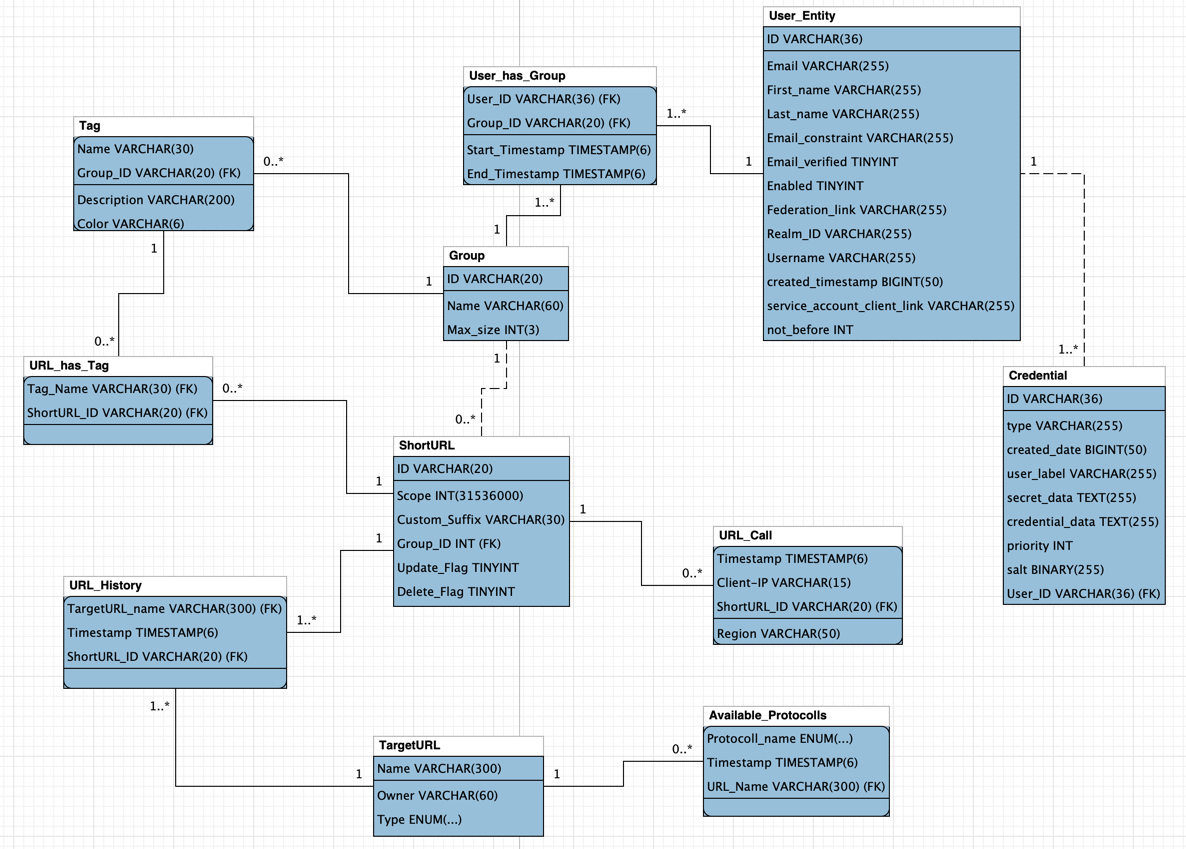 User_Entity
ID VARCHAR(36)
Email VARCHAR(255)
First_name VARCHAR(255)
Last_name VARCHAR(255)
Email_constraint VARCHAR(255)
Email_verified TINYINT
Enabled TINYINT
Federation_link VARCHAR(255)
Realm_ID VARCHAR(255)
Username VARCHAR(255)
created_timestamp BIGINT(50)
service_account_client_link VARCHAR(255)
not_before INT
User_has_Group
User_ID VARCHAR(36) (FK)
Group_ID VARCHAR(20) (FK)
Start_Timestamp TIMESTAMP(6)
End_Timestamp TIMESTAMP(6)
1..*
1
1
1..*
1
Tag
Name VARCHAR(30)
Group_ID VARCHAR(20) (FK)
Description VARCHAR(200)
Color VARCHAR(6)
0..*
1
1
0..*
Group
ID VARCHAR(20)
Name VARCHAR(60)
Max_size INT(3)
1
0..*
1..*
URL_has_Tag
Tag_Name VARCHAR(30) (FK)
ShortURL_ID VARCHAR(20) (FK)
0..*
1
Credential
ID VARCHAR(36)
type VARCHAR(255)
created_date BIGINT(50)
user_label VARCHAR(255)
secret_data TEXT(255)
credential_data TEXT(255)
priority INT
salt BINARY(255)
User_ID VARCHAR(36) (FK)
ShortURL
ID VARCHAR(20)
Scope INT(31536000)
Custom_Suffix VARCHAR(30)
Group_ID INT (FK)
Update_Flag TINYINT
Delete_Flag TINYINT
1
1
0..*
URL_Call
Timestamp TIMESTAMP(6)
Client-IP VARCHAR(15)
ShortURL_ID VARCHAR(20) (FK)
Region VARCHAR(50)
URL_History
TargetURL_name VARCHAR(300) (FK)
Timestamp TIMESTAMP(6)
ShortURL_ID VARCHAR(20) (FK)
1..*
1..*
1
TargetURL
Name VARCHAR(300)
Owner VARCHAR(60)
Type ENUM(...)
1
0..*
Available_Protocolls
Protocoll_name ENUM(...)
Timestamp TIMESTAMP(6)
URL_Name VARCHAR(300) (FK)